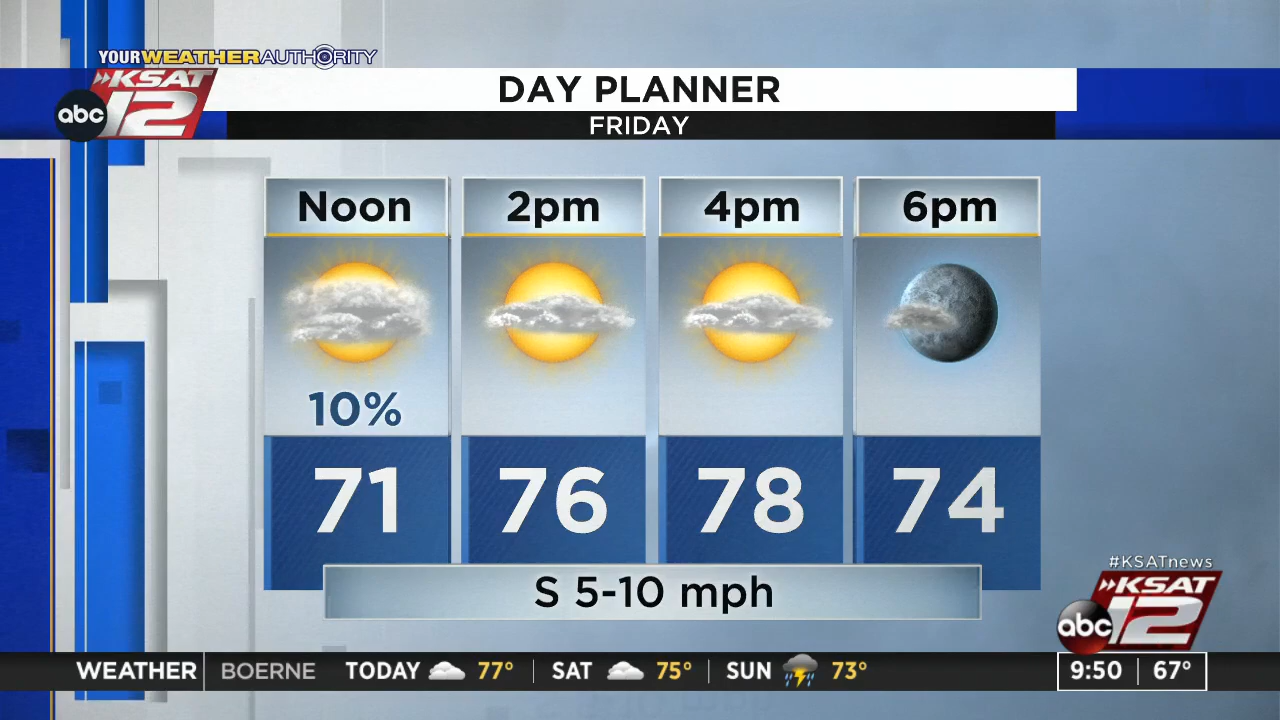 YOURWEATHERAUTHORITY
KSAT
abc 12
DAY PLANNER
FRIDAY
Noon 2pm 4pm 6pm
10%
71 76 78 74
S 5-10 mph
#KSATnews
KSAT
abc 12
WEATHER BOERNE TODAY 77° SAT 75° SUN 73° 9:50 67°